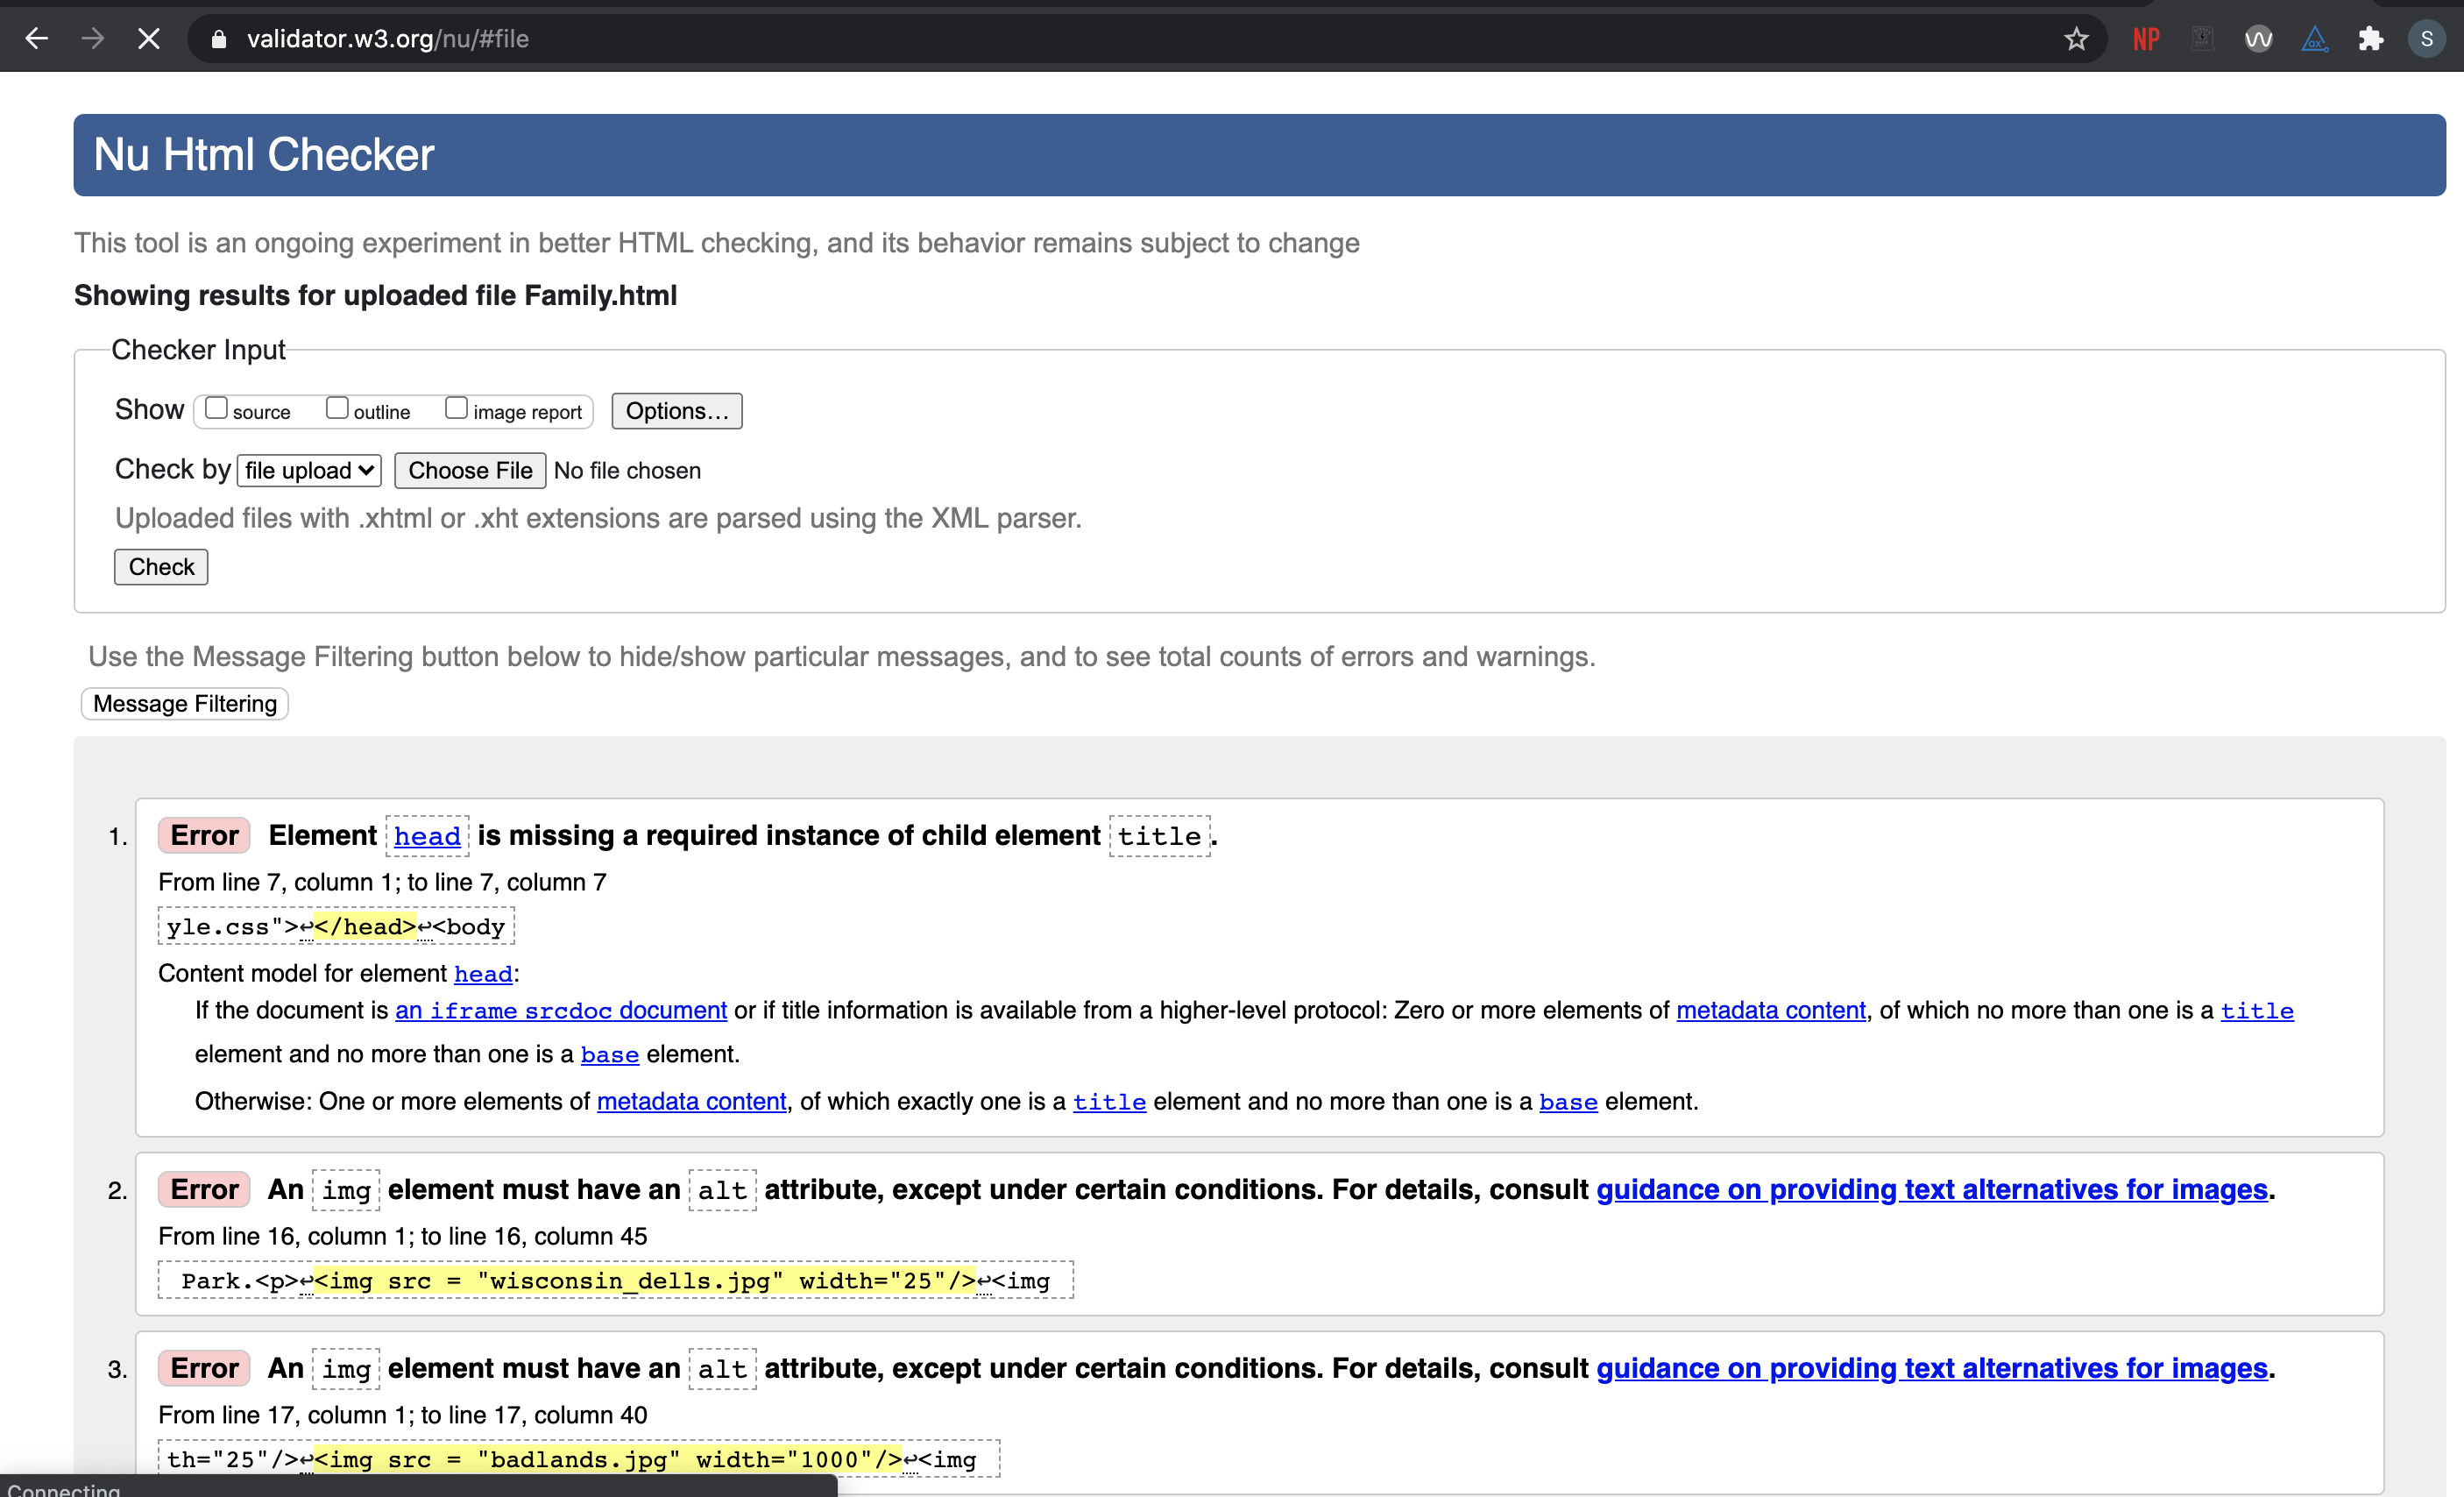 validator.w3.org/nu/#file
NP
S
Nu Html Checker
This tool is an ongoing experiment in better HTML checking, and its behavior remains subject to change
Showing results for uploaded file Family.html
Checker Input
Show source outline image report Options...
Check by file upload Choose File No file chosen
Uploaded files with .xhtml or .xht extensions are parsed using the XML parser.
Check
Use the Message Filtering button below to hide/show particular messages, and to see total counts of errors and warnings.
Message Filtering
1. Error Element head is missing a required instance of child element title.
From line 7, column 1; to line 7, column 7
yle.css">↩</head>↩<body
Content model for element head:
If the document is an iframe srcdoc document or if title information is available from a higher-level protocol: Zero or more elements of metadata content, of which no more than one is a title
element and no more than one is a base element.
Otherwise: One or more elements of metadata content, of which exactly one is a title element and no more than one is a base element.
2. Error An img element must have an alt attribute, except under certain conditions. For details, consult guidance on providing text alternatives for images.
From line 16, column 1; to line 16, column 45
Park.<p>↩<img src = "wisconsin_dells.jpg" width="25"/>↩<img
3. Error An img element must have an alt attribute, except under certain conditions. For details, consult guidance on providing text alternatives for images.
From line 17, column 1; to line 17, column 40
th="25"/>↩<img src = "badlands.jpg" width="1000"/>↩<img
Connecting